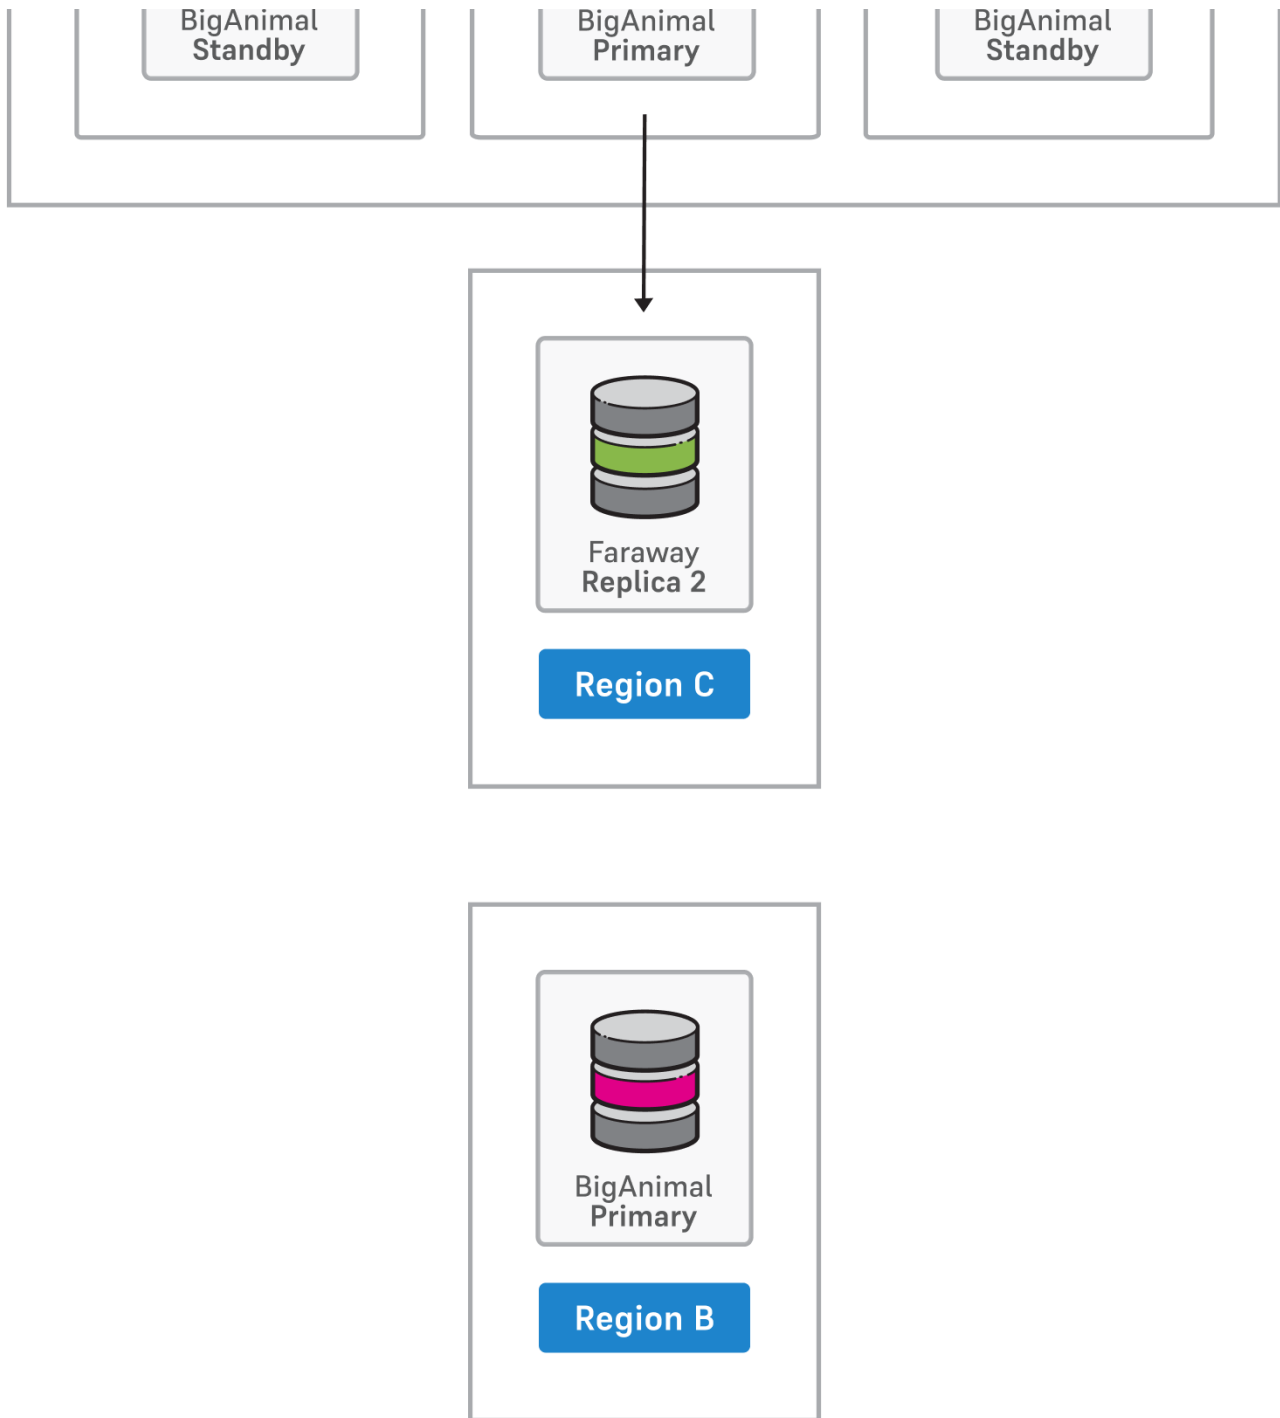 BigAnimal
Standby
BigAnimal
Primary
BigAnimal
Standby
Faraway
Replica 2
Region C
BigAnimal
Primary
Region B